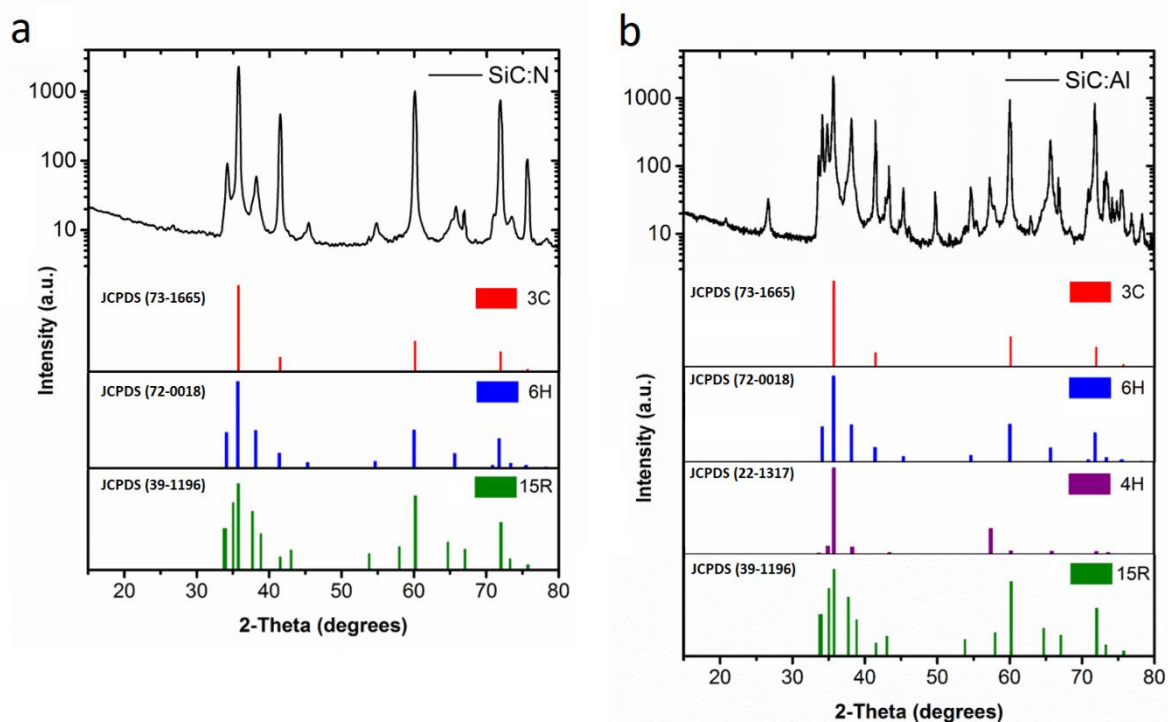 a
SiC:N
1000
100
10
JCPDS (73-1665)
3C
JCPDS (72-0018)
6H
JCPDS (39-1196)
15R
Intensity (a.u.)
20 30 40 50 60 70 80
2-Theta (degrees)
b
SiC:Al
1000
100
10
JCPDS (73-1665)
3C
JCPDS (72-0018)
6H
JCPDS (22-1317)
4H
JCPDS (39-1196)
15R
Intensity (a.u.)
20 30 40 50 60 70 80
2-Theta (degrees)